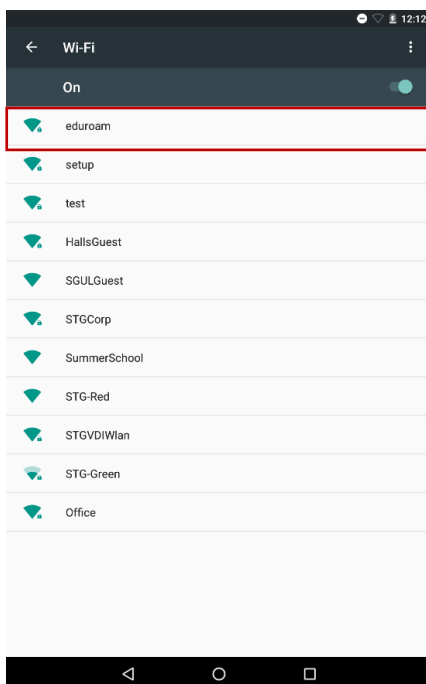 12:12
Wi-Fi
On
eduroam
setup
test
HallsGuest
SGULGuest
STGCorp
SummerSchool
STG-Red
STGVDIWlan
STG-Green
Office